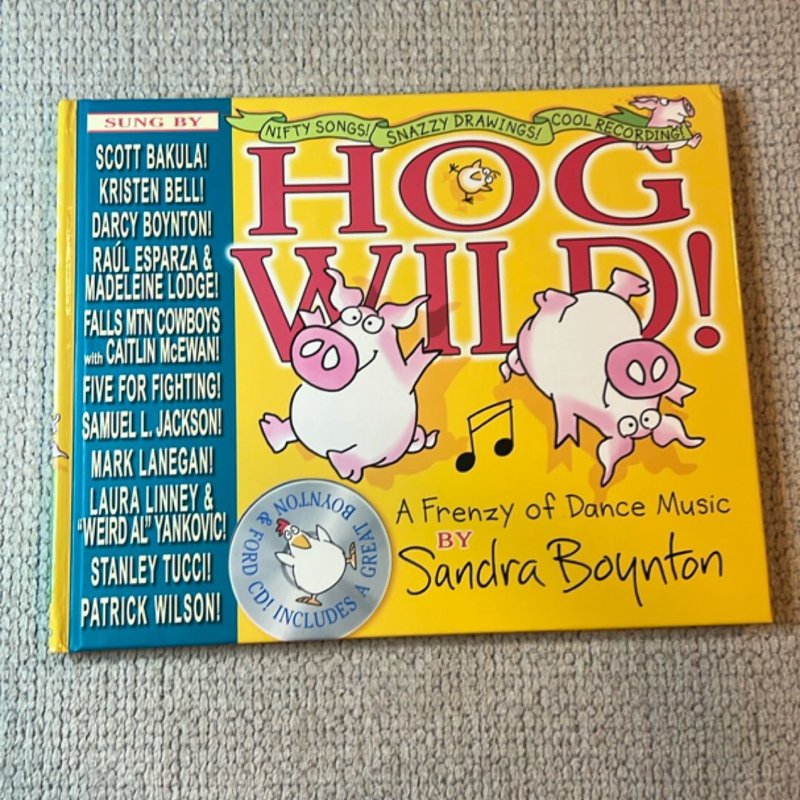 SUNG BY
SCOTT BAKULA!
KRISTEN BELL!
DARCY BOYNTON!
RAÚL ESPARZA &
MADELEINE LODGE!
FALLS MTN COWBOYS
with CAITLIN McEWAN!
FIVE FOR FIGHTING!
SAMUEL L. JACKSON!
MARK LANEGAN!
LAURA LINNEY &
"WEIRD AL" YANKOVIC!
STANLEY TUCCI!
PATRICK WILSON!
NIFTY SONGS! SNAZZY DRAWINGS! COOL RECORDING!
HOG
WILD!
A Frenzy of Dance Music
BY
Sandra Boynton
INCLUDES A GREAT BOYNTON & FORD CD!